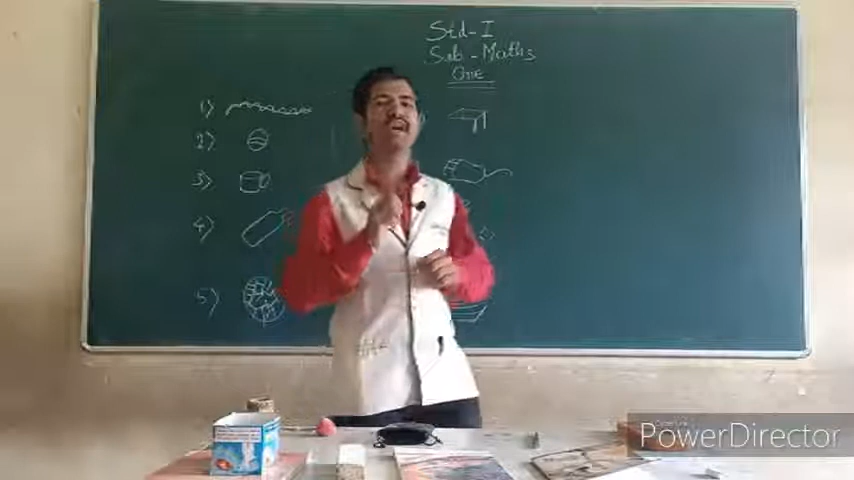 Std-I
Sub-Maths
One
1)
2)
3)
4)
5)
PowerDirector